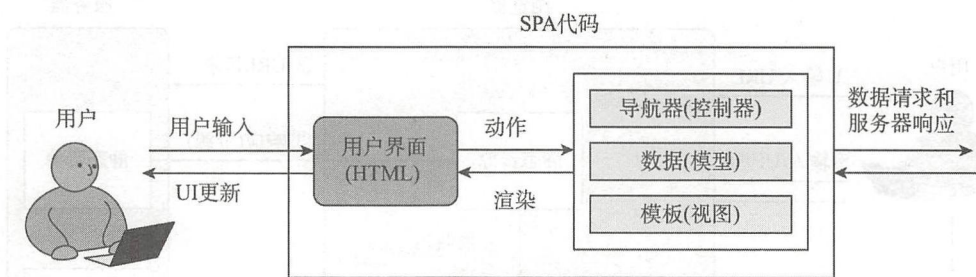 SPA代码
用户
用户输入
UI更新
用户界面
(HTML)
动作
渲染
导航器(控制器)
数据(模型)
模板(视图)
数据请求和
服务器响应